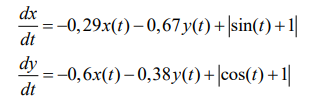 dx/dt = −0,29x(t) − 0,67y(t) + |sin(t) + 1|
dy/dt = −0,6x(t) − 0,38y(t) + |cos(t) + 1|